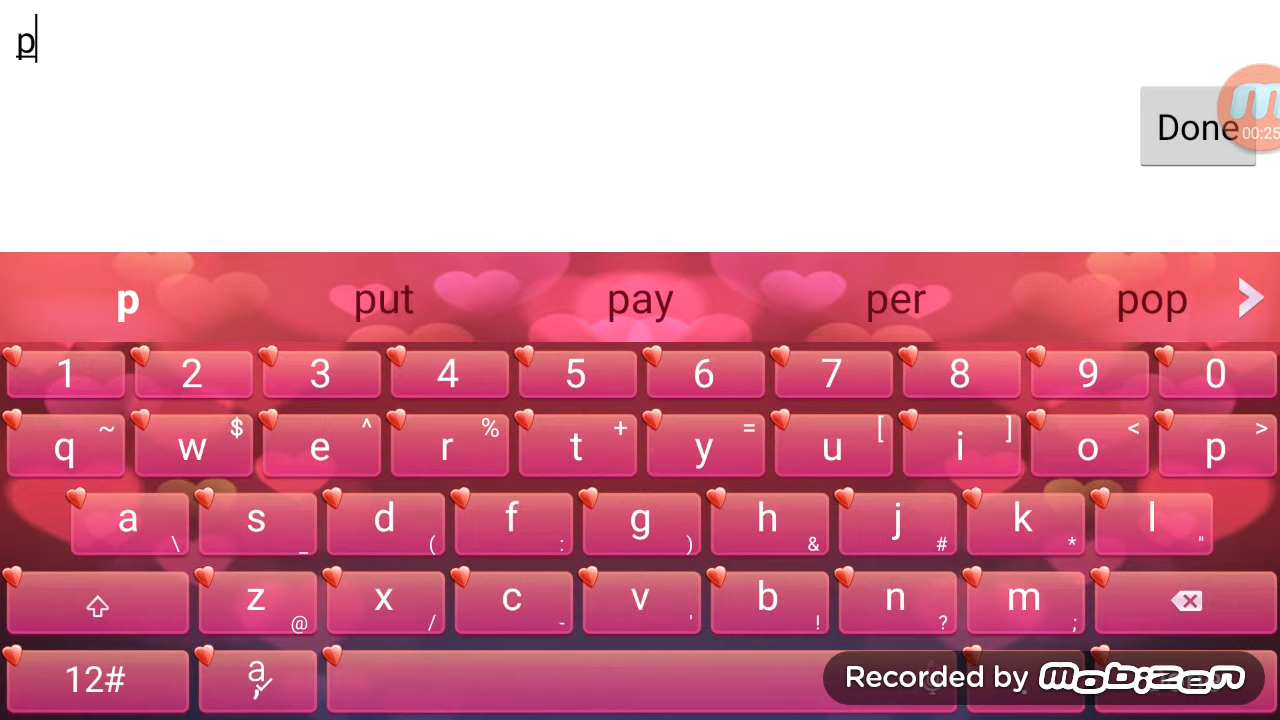 p
Done
00:25
p put pay per pop
1 2 3 4 5 6 7 8 9 0
q ~ w $ e ^ r % t + y = u [ i ] o < p >
a \ s _ d ( f : g ) h & j # k * l "
z @ x / c - v ' b ! n ? m ;
12# a Recorded by mobizen